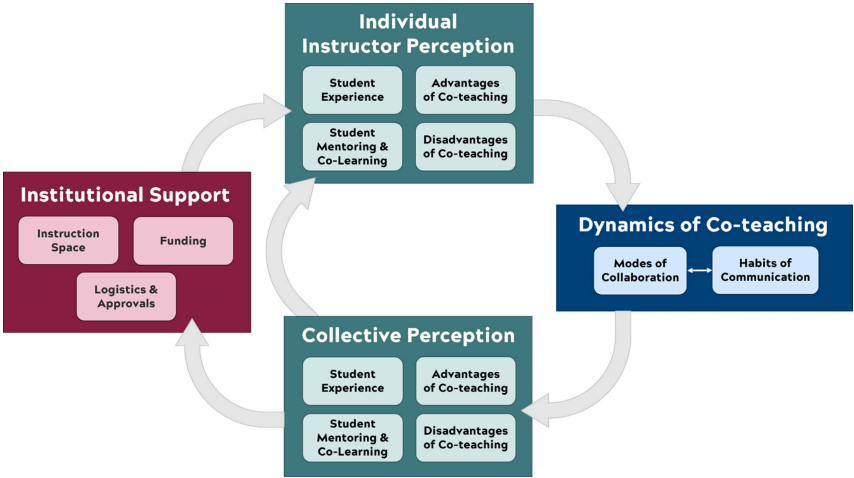 Individual
Instructor Perception
Student
Experience
Advantages
of Co-teaching
Student
Mentoring &
Co-Learning
Disadvantages
of Co-teaching
Institutional Support
Instruction
Space
Funding
Logistics &
Approvals
Dynamics of Co-teaching
Modes of
Collaboration
Habits of
Communication
Collective Perception
Student
Experience
Advantages
of Co-teaching
Student
Mentoring &
Co-Learning
Disadvantages
of Co-teaching